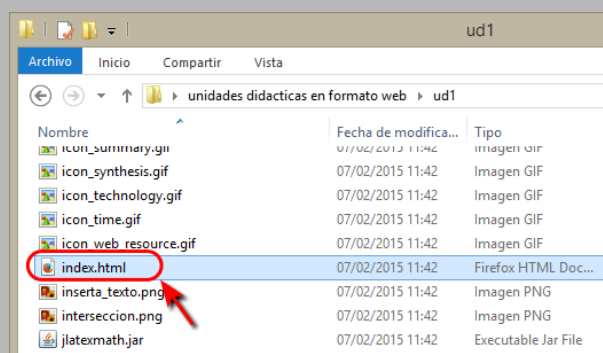 ud1
Archivo Inicio Compartir Vista
unidades didacticas en formato web ud1
Nombre Fecha de modifica... Tipo
icon_summary.gif 07/02/2015 11:42 Imagen GIF
icon_synthesis.gif 07/02/2015 11:42 Imagen GIF
icon_technology.gif 07/02/2015 11:42 Imagen GIF
icon_time.gif 07/02/2015 11:42 Imagen GIF
icon_web_resource.gif 07/02/2015 11:42 Imagen GIF
index.html 07/02/2015 11:42 Firefox HTML Doc...
inserta_texto.png 07/02/2015 11:42 Imagen PNG
interseccion.png 07/02/2015 11:42 Imagen PNG
jlatexmath.jar 07/02/2015 11:42 Executable Jar File